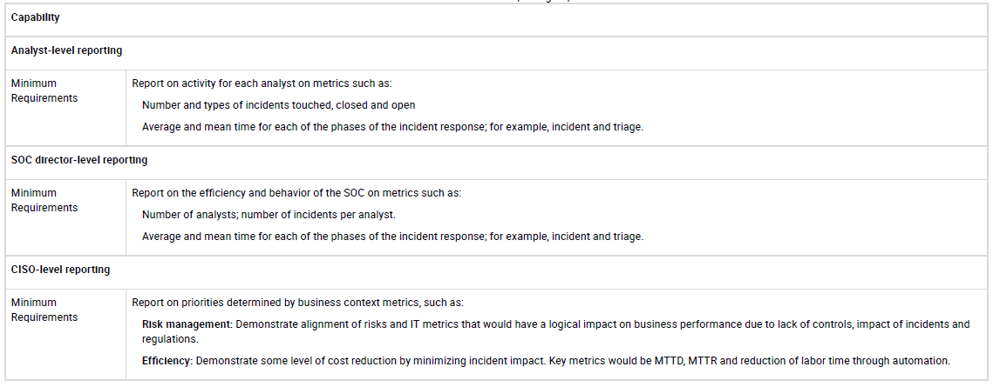 Capability
Analyst-level reporting
Minimum
Requirements
Report on activity for each analyst on metrics such as:
Number and types of incidents touched, closed and open
Average and mean time for each of the phases of the incident response; for example, incident and triage.
SOC director-level reporting
Minimum
Requirements
Report on the efficiency and behavior of the SOC on metrics such as:
Number of analysts; number of incidents per analyst.
Average and mean time for each of the phases of the incident response; for example, incident and triage.
CISO-level reporting
Minimum
Requirements
Report on priorities determined by business context metrics, such as:
Risk management: Demonstrate alignment of risks and IT metrics that would have a logical impact on business performance due to lack of controls, impact of incidents and
regulations.
Efficiency: Demonstrate some level of cost reduction by minimizing incident impact. Key metrics would be MTTD, MTTR and reduction of labor time through automation.